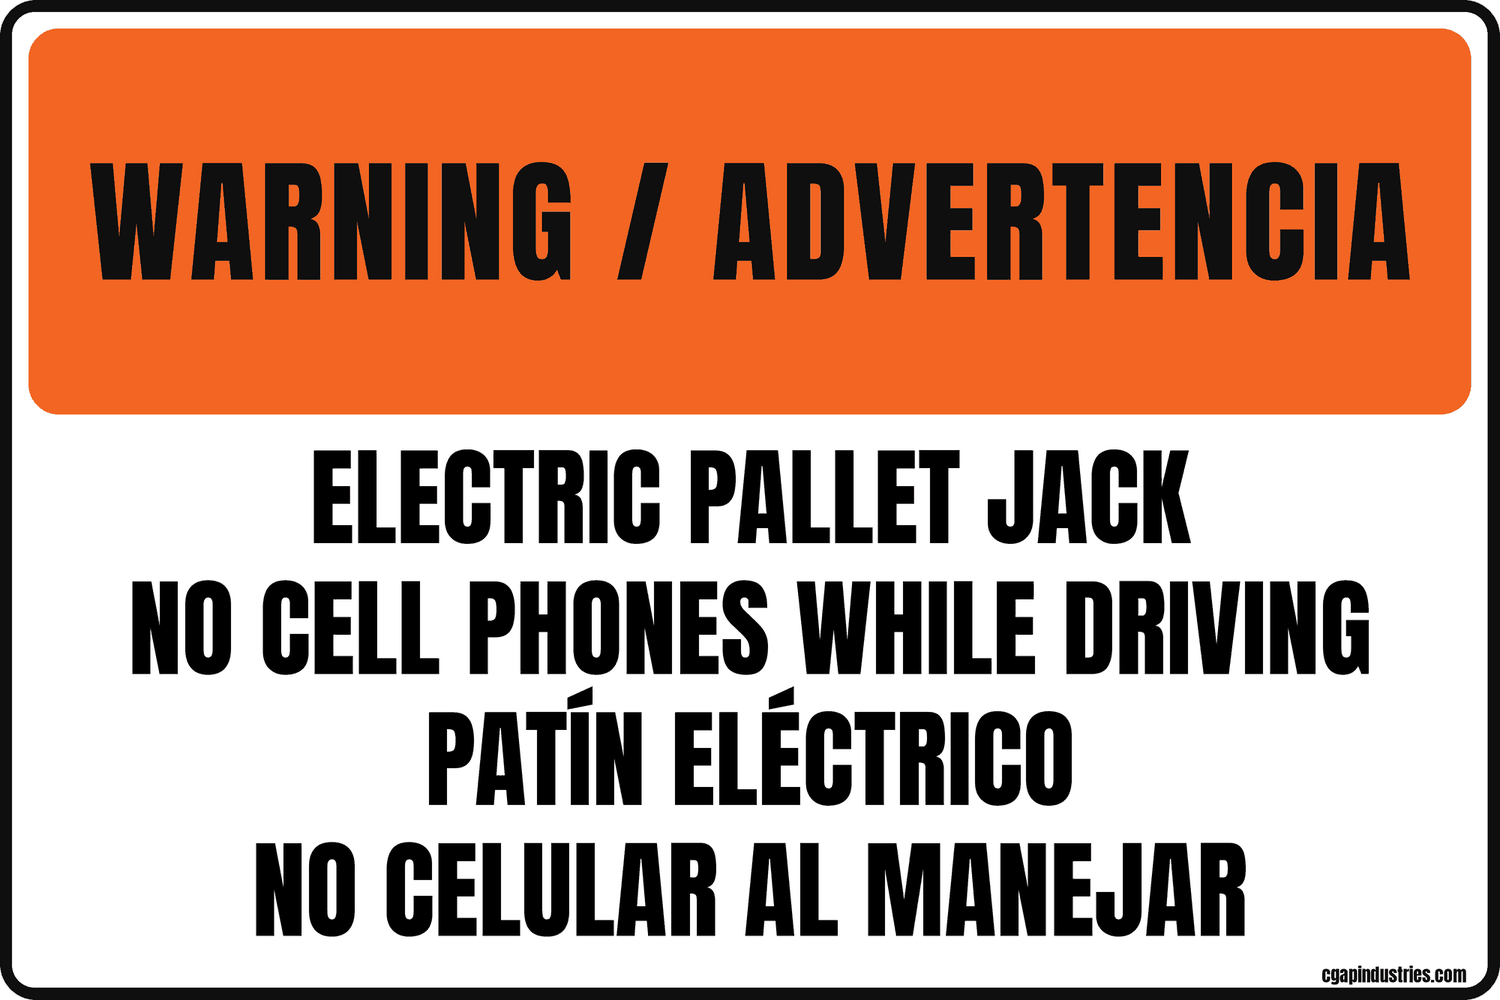 WARNING / ADVERTENCIA
ELECTRIC PALLET JACK
NO CELL PHONES WHILE DRIVING
PATÍN ELÉCTRICO
NO CELULAR AL MANEJAR
cgapindustries.com